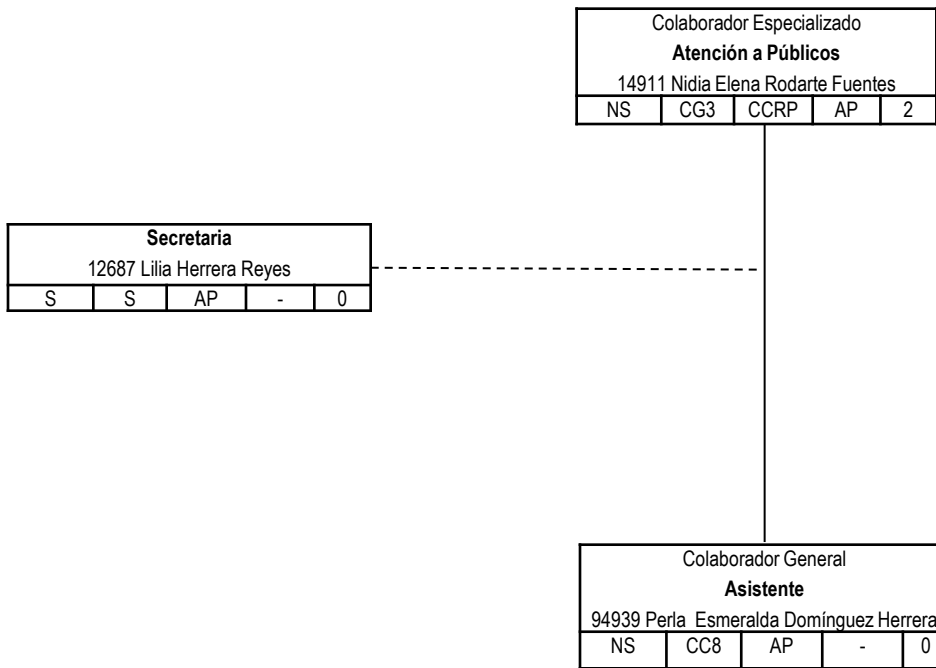 Colaborador Especializado
Atención a Públicos
14911 Nidia Elena Rodarte Fuentes
NS CG3 CCRP AP 2
Secretaria
12687 Lilia Herrera Reyes
S S AP - 0
Colaborador General
Asistente
94939 Perla Esmeralda Domínguez Herrera
NS CC8 AP - 0